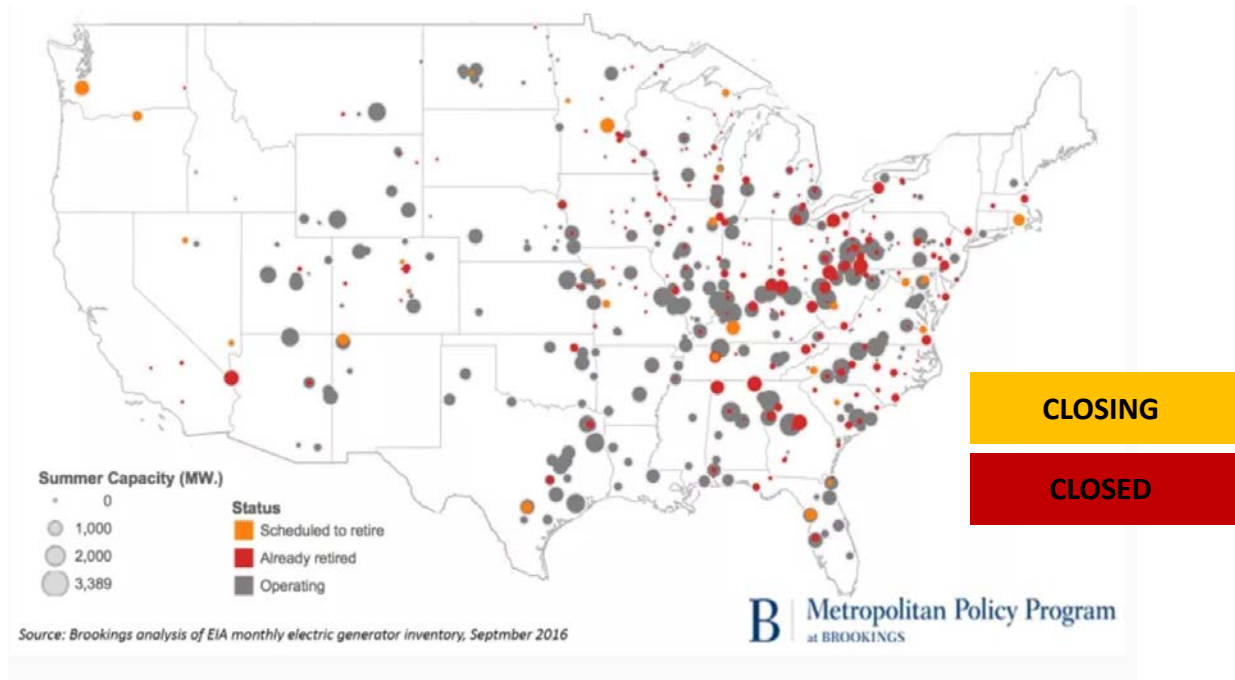 CLOSING
CLOSED
Summer Capacity (MW.)
0
1,000
2,000
3,389
Status
Scheduled to retire
Already retired
Operating
B Metropolitan Policy Program
at BROOKINGS
Source: Brookings analysis of EIA monthly electric generator inventory, Septmber 2016